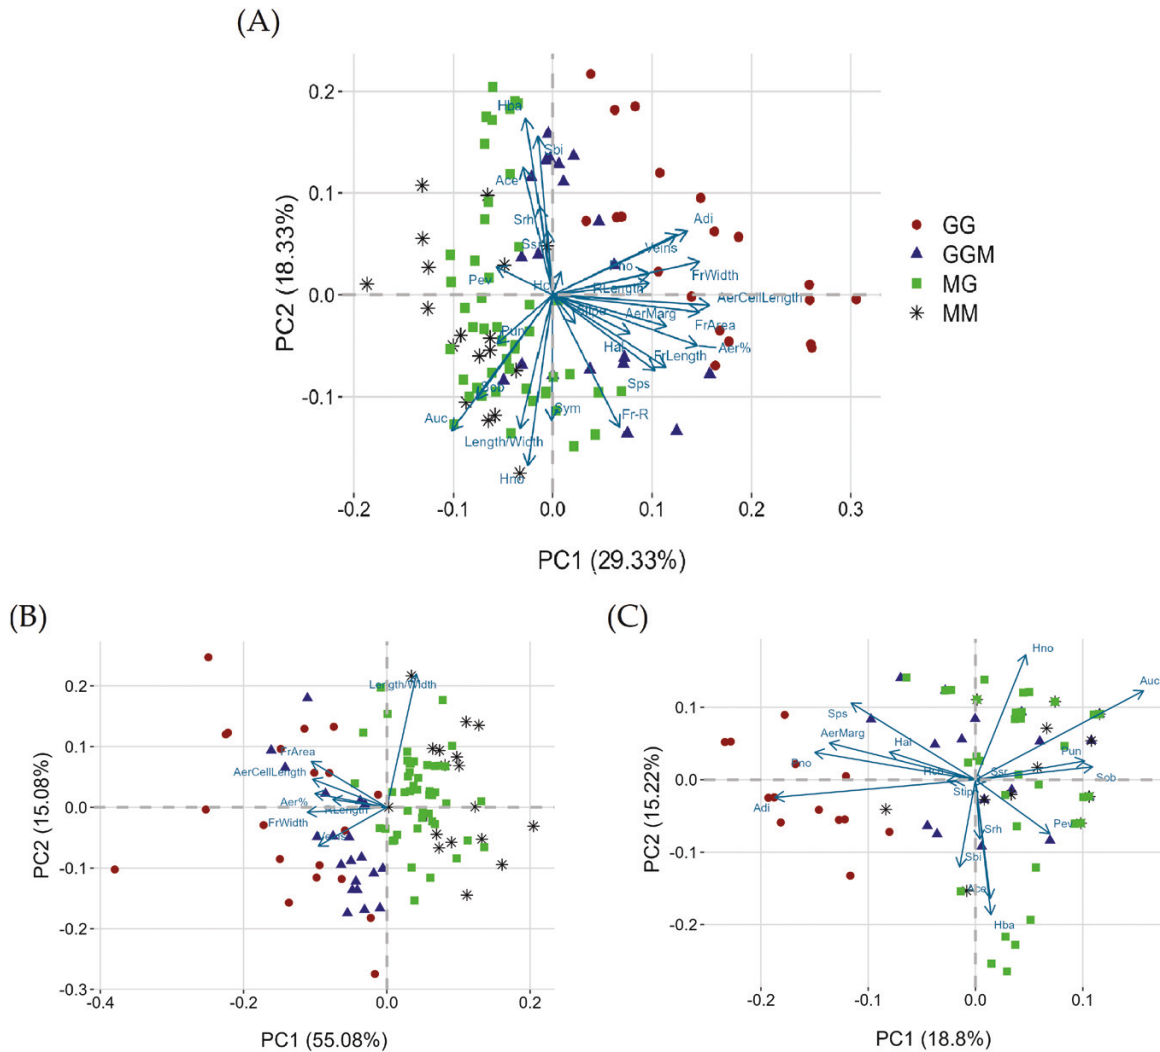 (A)
PC2 (18.33%)
0.2
0.1
0.0
-0.1
Hba
Sbi
Ace
Srh
Pev
Adi
Veins
FrWidth
RLength
AerCellLength
AerMarg
FrArea
Aer%
FrLength
Hal
Sps
Pun
Auc
Sym
Fr-R
Length/Width
Hno
-0.2
-0.1
0.0
0.1
0.2
0.3
PC1 (29.33%)
GG
GGM
MG
MM
(B)
PC2 (15.08%)
0.2
0.1
0.0
-0.1
-0.2
-0.3
Length/Width
FrArea
AerCellLength
Aer%
RLength
FrWidth
-0.4
-0.2
0.0
0.2
PC1 (55.08%)
(C)
PC2 (15.22%)
0.1
0.0
-0.1
-0.2
Hno
Auc
Sps
AerMarg
Hal
Pun
Ssr
Sob
Stip
Adi
Pev
Srh
Sbi
Ace
Hba
-0.2
-0.1
0.0
0.1
PC1 (18.8%)